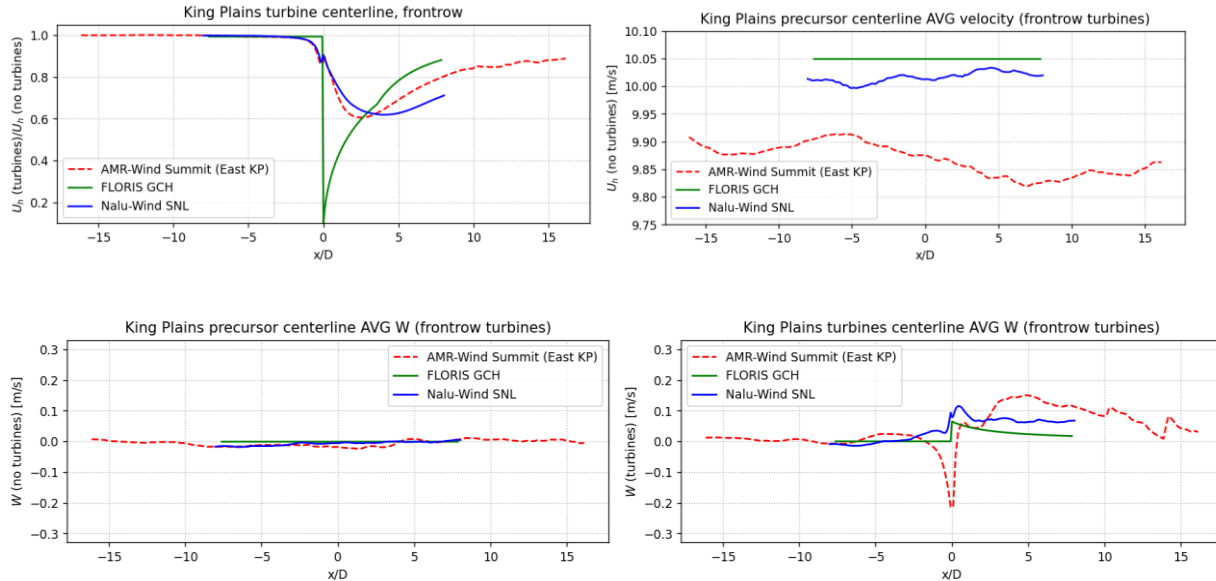 King Plains turbine centerline, frontrow
U_h (turbines)/U_h (no turbines)
1.0
0.8
0.6
0.4
0.2
AMR-Wind Summit (East KP)
FLORIS GCH
Nalu-Wind SNL
−15 −10 −5 0 5 10 15
x/D
King Plains precursor centerline AVG velocity (frontrow turbines)
U_h (no turbines) [m/s]
10.10
10.05
10.00
9.95
9.90
9.85
9.80
9.75
AMR-Wind Summit (East KP)
FLORIS GCH
Nalu-Wind SNL
−15 −10 −5 0 5 10 15
x/D
King Plains precursor centerline AVG W (frontrow turbines)
W (no turbines) [m/s]
0.3
0.2
0.1
0.0
−0.1
−0.2
−0.3
AMR-Wind Summit (East KP)
FLORIS GCH
Nalu-Wind SNL
−15 −10 −5 0 5 10 15
x/D
King Plains turbines centerline AVG W (frontrow turbines)
W (turbines) [m/s]
0.3
0.2
0.1
0.0
−0.1
−0.2
−0.3
AMR-Wind Summit (East KP)
FLORIS GCH
Nalu-Wind SNL
−15 −10 −5 0 5 10 15
x/D